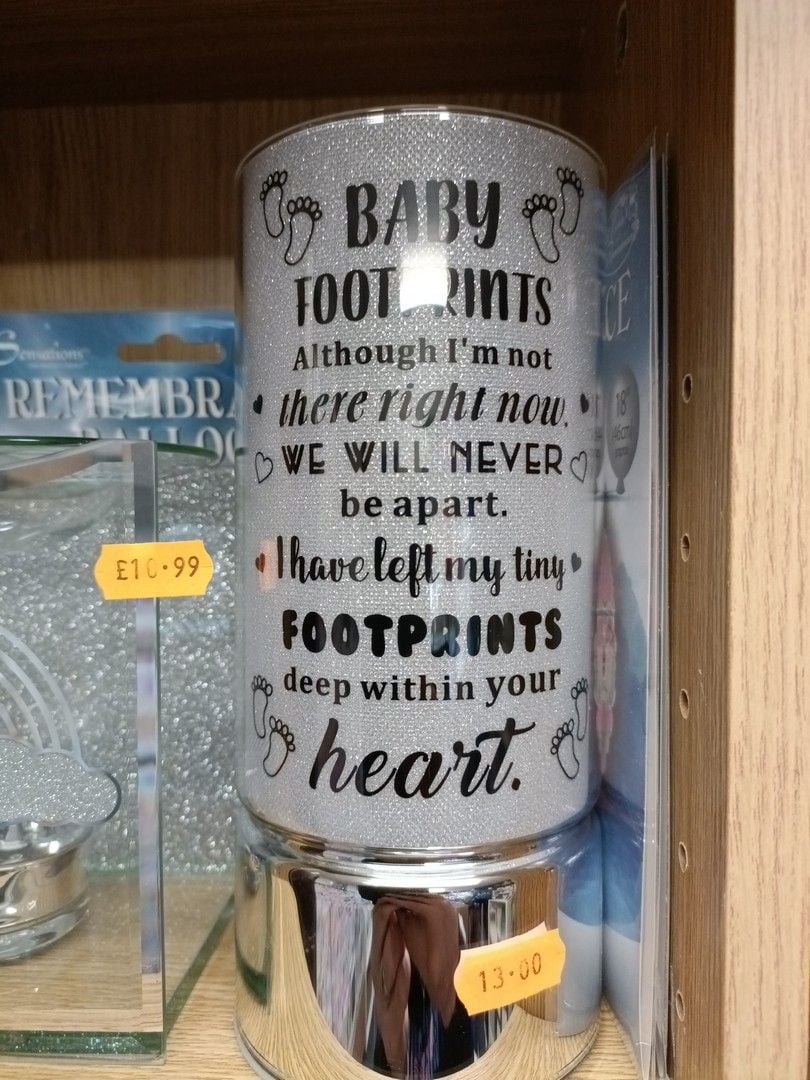 BABY
FOOTPRINTS
Although I'm not
there right now.
WE WILL NEVER
be apart.
I have left my tiny
FOOTPRINTS
deep within your
heart.
13·00
£10·99
Sensations
REMEMBRA
18"